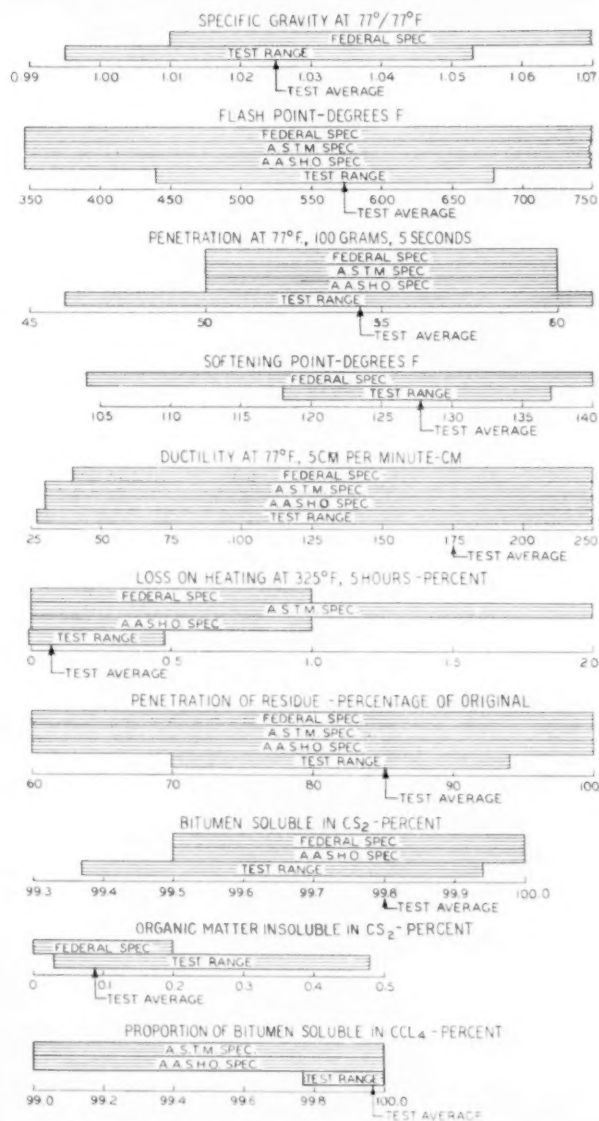 SPECIFIC GRAVITY AT 77°/77°F
FEDERAL SPEC
TEST RANGE
0.99 1.00 1.01 1.02 1.03 1.04 1.05 1.06 1.07
TEST AVERAGE
FLASH POINT-DEGREES F
FEDERAL SPEC
A S T M SPEC
A A S H O SPEC
TEST RANGE
350 400 450 500 550 600 650 700 750
TEST AVERAGE
PENETRATION AT 77°F, 100 GRAMS, 5 SECONDS
FEDERAL SPEC
A S T M SPEC
A A S H O SPEC
TEST RANGE
45 50 55 60
TEST AVERAGE
SOFTENING POINT-DEGREES F
FEDERAL SPEC
TEST RANGE
105 110 115 120 125 130 135 140
TEST AVERAGE
DUCTILITY AT 77°F, 5CM PER MINUTE-CM
FEDERAL SPEC
A S T M SPEC
A A S H O SPEC
TEST RANGE
25 50 75 100 125 150 175 200 250
TEST AVERAGE
LOSS ON HEATING AT 325°F, 5 HOURS -PERCENT
FEDERAL SPEC
A S T M SPEC
A A S H O SPEC
TEST RANGE
0 0.5 1.0 1.5 2.0
TEST AVERAGE
PENETRATION OF RESIDUE -PERCENTAGE OF ORIGINAL
FEDERAL SPEC
A S T M SPEC
A A S H O SPEC
TEST RANGE
60 70 80 90 100
TEST AVERAGE
BITUMEN SOLUBLE IN CS2-PERCENT
FEDERAL SPEC
A A S H O SPEC
TEST RANGE
99.3 99.4 99.5 99.6 99.7 99.8 99.9 100.0
TEST AVERAGE
ORGANIC MATTER INSOLUBLE IN CS2- PERCENT
FEDERAL SPEC
TEST RANGE
0 0.1 0.2 0.3 0.4 0.5
TEST AVERAGE
PROPORTION OF BITUMEN SOLUBLE IN CCL4 -PERCENT
A.S.T.M SPEC.
A A S H O SPEC
TEST RANGE
99.0 99.2 99.4 99.6 99.8 100.0
TEST AVERAGE